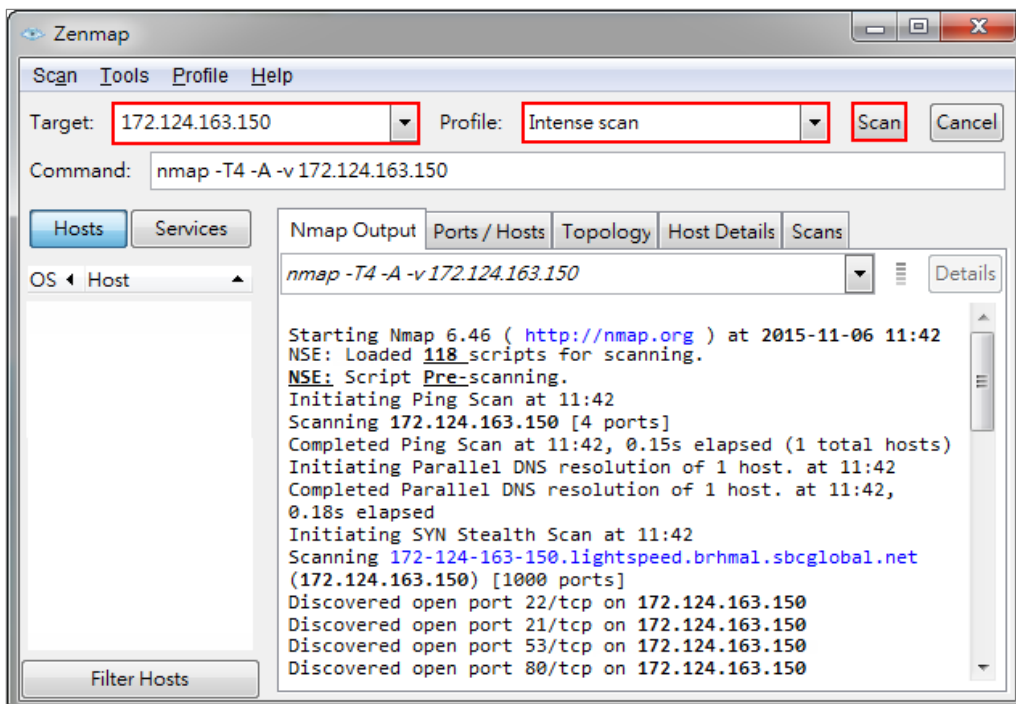 Zenmap
Scan Tools Profile Help
Target: 172.124.163.150 Profile: Intense scan Scan Cancel
Command: nmap -T4 -A -v 172.124.163.150
Hosts Services
Nmap Output Ports / Hosts Topology Host Details Scans
OS Host
nmap -T4 -A -v 172.124.163.150 Details
Starting Nmap 6.46 ( http://nmap.org ) at 2015-11-06 11:42
NSE: Loaded 118 scripts for scanning.
NSE: Script Pre-scanning.
Initiating Ping Scan at 11:42
Scanning 172.124.163.150 [4 ports]
Completed Ping Scan at 11:42, 0.15s elapsed (1 total hosts)
Initiating Parallel DNS resolution of 1 host. at 11:42
Completed Parallel DNS resolution of 1 host. at 11:42,
0.18s elapsed
Initiating SYN Stealth Scan at 11:42
Scanning 172-124-163-150.lightspeed.brhmal.sbcglobal.net
(172.124.163.150) [1000 ports]
Discovered open port 22/tcp on 172.124.163.150
Discovered open port 21/tcp on 172.124.163.150
Discovered open port 53/tcp on 172.124.163.150
Discovered open port 80/tcp on 172.124.163.150
Filter Hosts